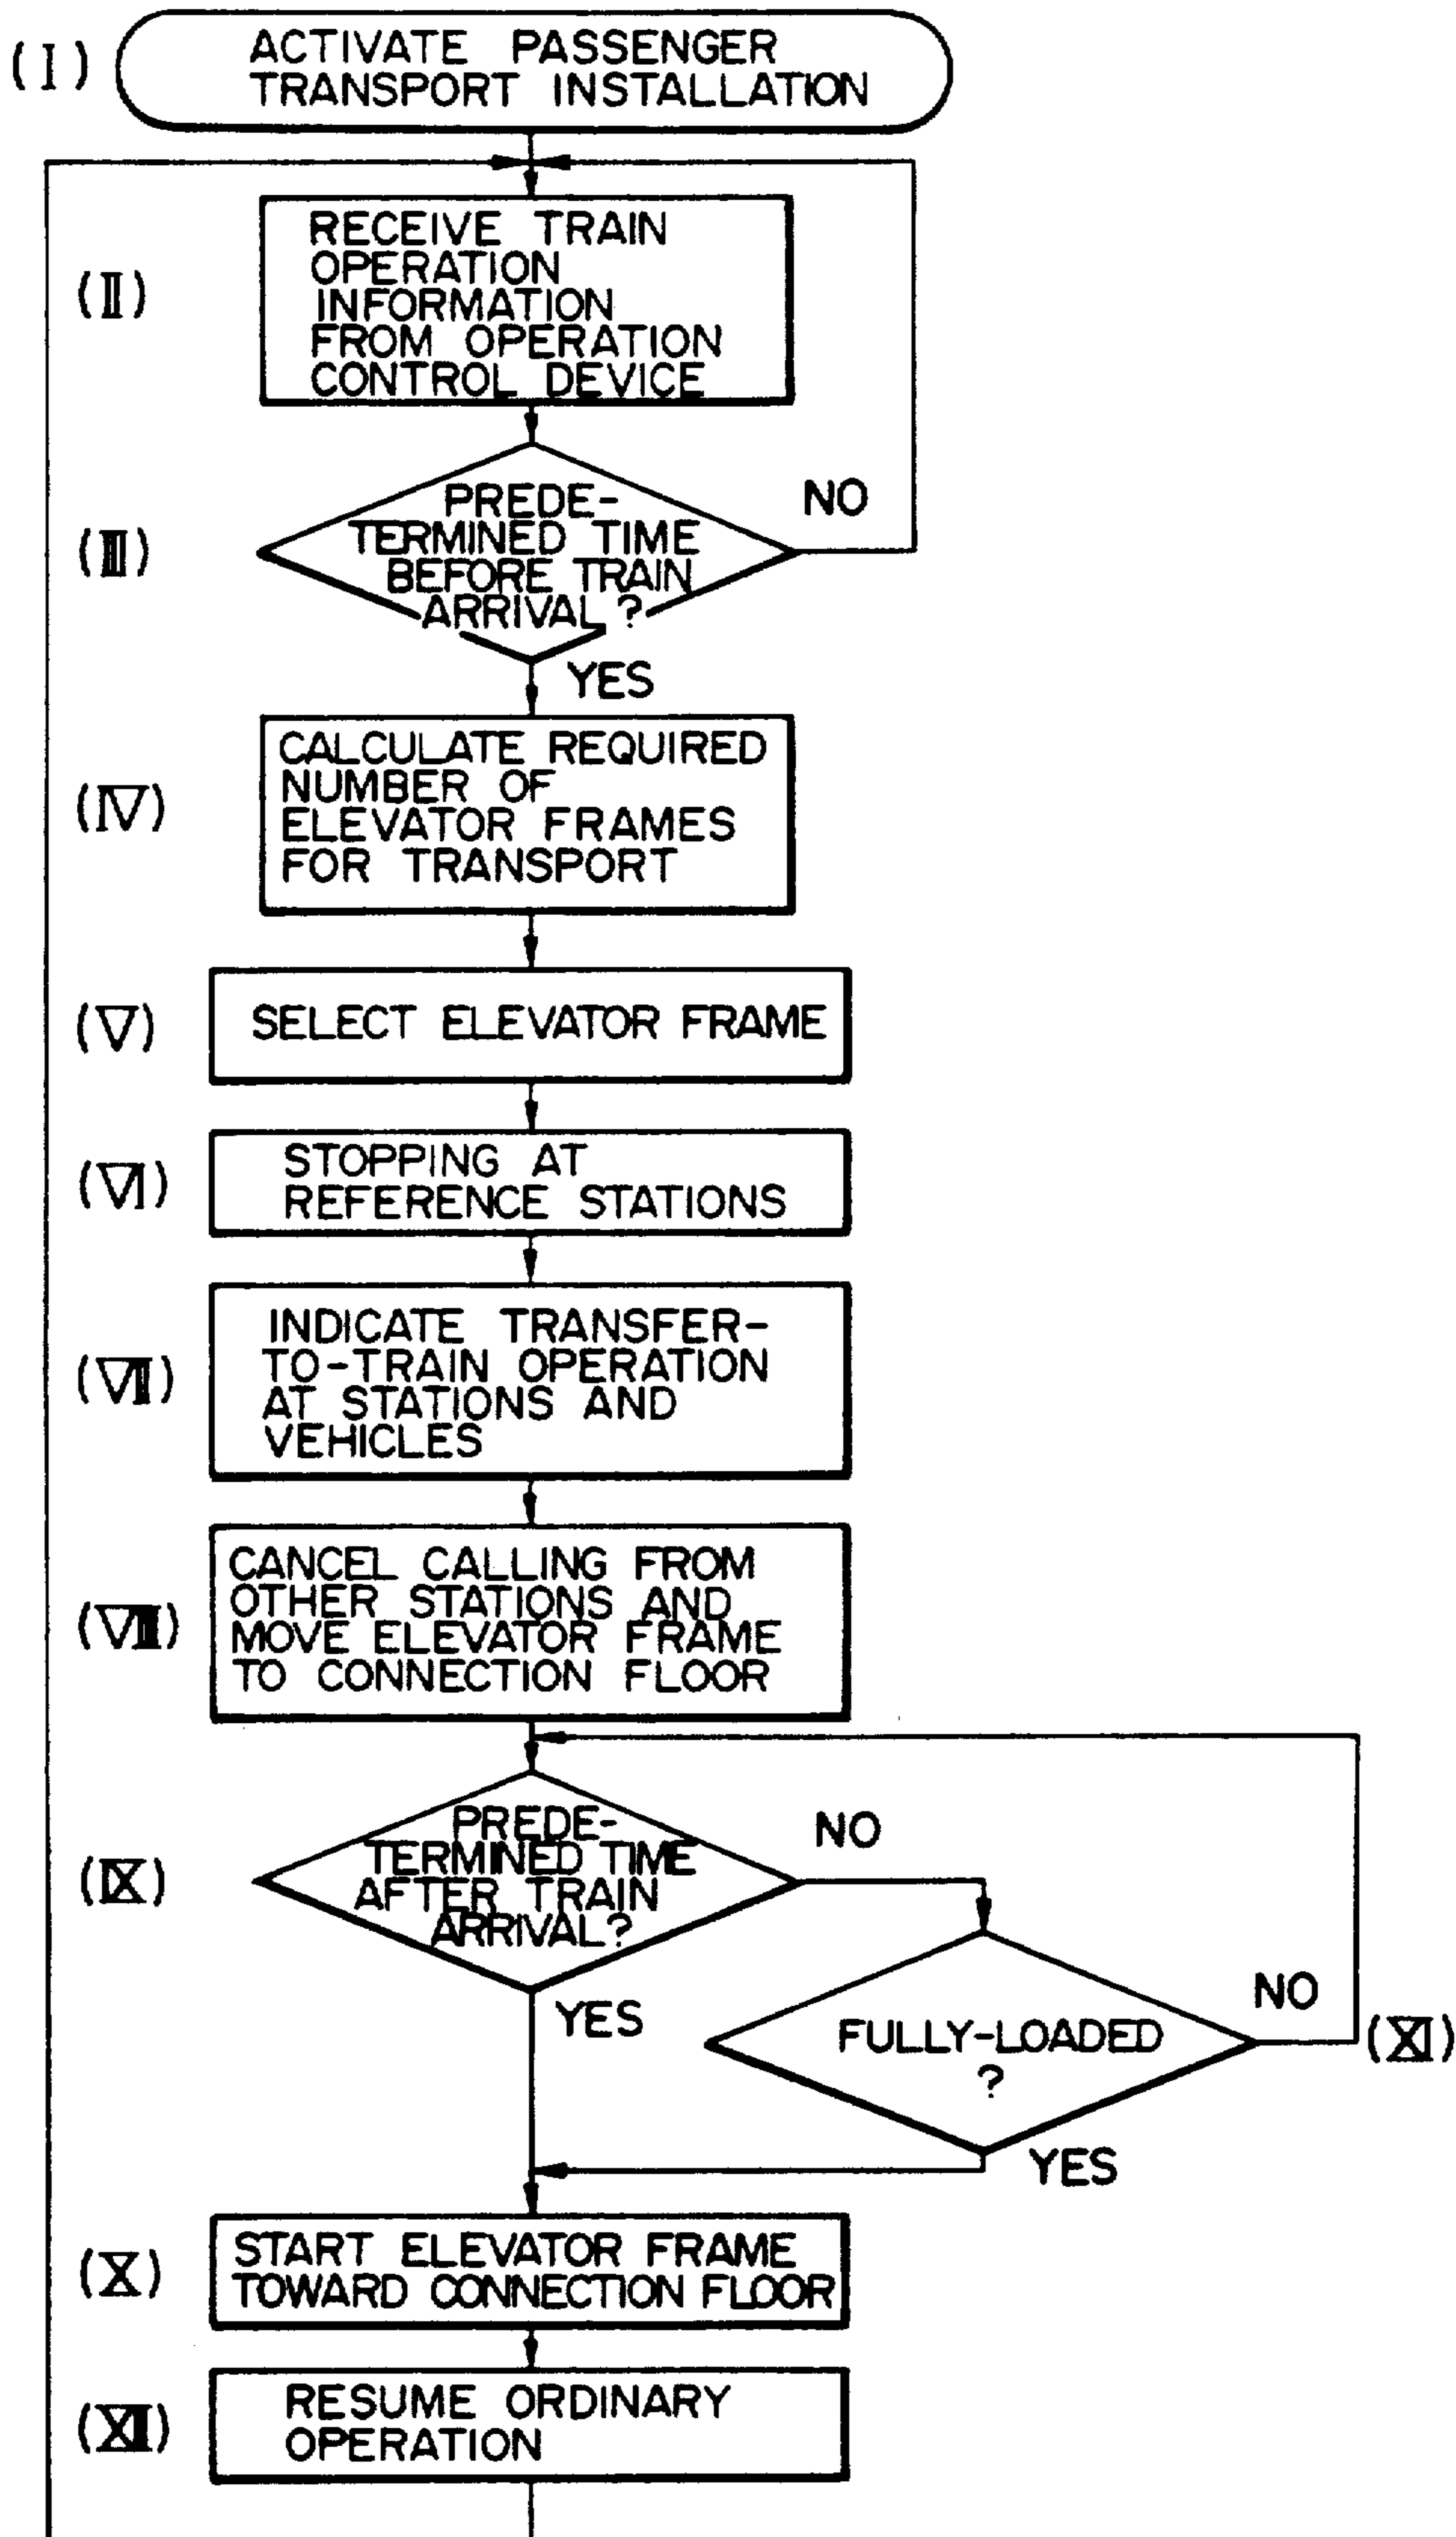 (I) ACTIVATE PASSENGER
TRANSPORT INSTALLATION
(II)
RECEIVE TRAIN
OPERATION
INFORMATION
FROM OPERATION
CONTROL DEVICE
(III)
PREDE-
TERMINED TIME
BEFORE TRAIN
ARRIVAL ?
NO
YES
(IV)
CALCULATE REQUIRED
NUMBER OF
ELEVATOR FRAMES
FOR TRANSPORT
(V) SELECT ELEVATOR FRAME
(VI)
STOPPING AT
REFERENCE STATIONS
(VII)
INDICATE TRANSFER-
TO-TRAIN OPERATION
AT STATIONS AND
VEHICLES
(VIII)
CANCEL CALLING FROM
OTHER STATIONS AND
MOVE ELEVATOR FRAME
TO CONNECTION FLOOR
(IX)
PREDE-
TERMINED TIME
AFTER TRAIN
ARRIVAL?
NO
YES
FULLY-LOADED
?
NO
(XI)
YES
(X)
START ELEVATOR FRAME
TOWARD CONNECTION FLOOR
(XII)
RESUME ORDINARY
OPERATION